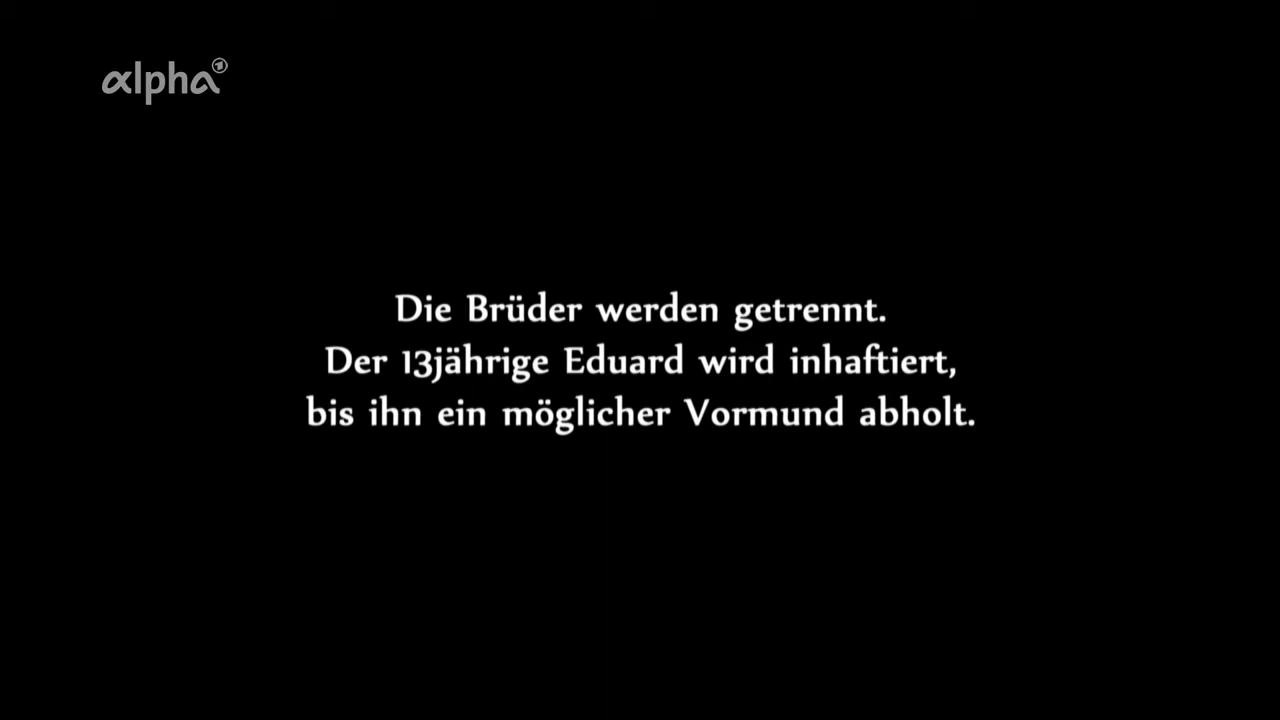 alpha
Die Brüder werden getrennt.
Der 13jährige Eduard wird inhaftiert,
bis ihn ein möglicher Vormund abholt.